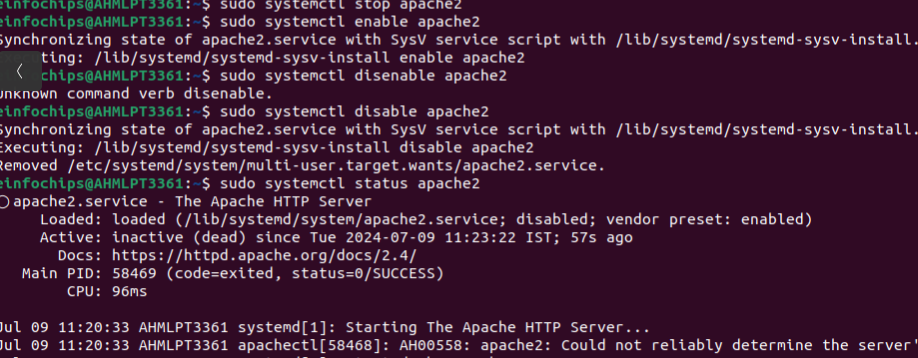 einfochips@AHMLPT3361:~$ sudo systemctl stop apache2
einfochips@AHMLPT3361:~$ sudo systemctl enable apache2
Synchronizing state of apache2.service with SysV service script with /lib/systemd/systemd-sysv-install.
ting: /lib/systemd/systemd-sysv-install enable apache2
chips@AHMLPT3361:~$ sudo systemctl disenable apache2
Unknown command verb disenable.
einfochips@AHMLPT3361:~$ sudo systemctl disable apache2
Synchronizing state of apache2.service with SysV service script with /lib/systemd/systemd-sysv-install.
Executing: /lib/systemd/systemd-sysv-install disable apache2
Removed /etc/systemd/system/multi-user.target.wants/apache2.service.
einfochips@AHMLPT3361:~$ sudo systemctl status apache2
○ apache2.service - The Apache HTTP Server
Loaded: loaded (/lib/systemd/system/apache2.service; disabled; vendor preset: enabled)
Active: inactive (dead) since Tue 2024-07-09 11:23:22 IST; 57s ago
Docs: https://httpd.apache.org/docs/2.4/
Main PID: 58469 (code=exited, status=0/SUCCESS)
CPU: 96ms
Jul 09 11:20:33 AHMLPT3361 systemd[1]: Starting The Apache HTTP Server...
Jul 09 11:20:33 AHMLPT3361 apachectl[58468]: AH00558: apache2: Could not reliably determine the server'